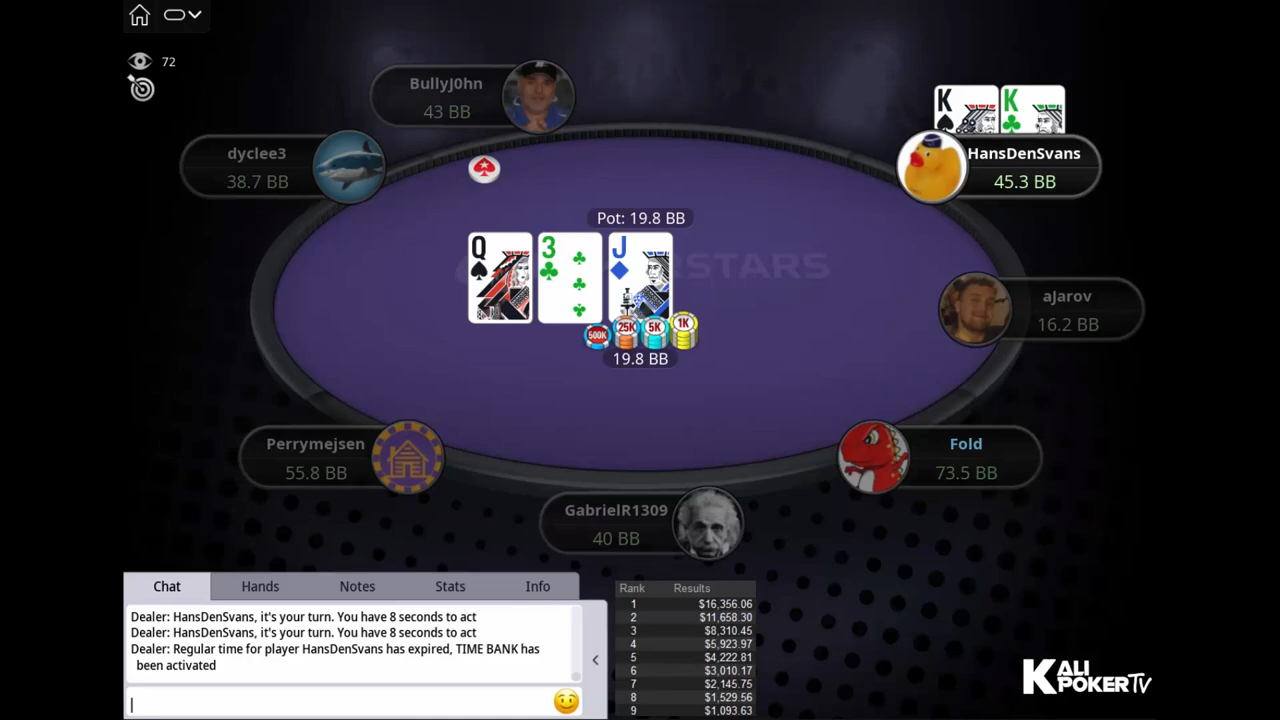 72
BullyJ0hn
43 BB
K K
dyclee3
38.7 BB
HansDenSvans
45.3 BB
Pot: 19.8 BB
Q 3 J
STARS
aJarov
16.2 BB
500K 25K 5K 1K
19.8 BB
Perrymejsen
55.8 BB
Fold
73.5 BB
GabrielR1309
40 BB
Chat Hands Notes Stats Info
Dealer: HansDenSvans, it's your turn. You have 8 seconds to act
Dealer: HansDenSvans, it's your turn. You have 8 seconds to act
Dealer: Regular time for player HansDenSvans has expired, TIME BANK has
been activated
Rank Results
1 $16,356.06
2 $11,658.30
3 $8,310.45
4 $5,923.97
5 $4,222.81
6 $3,010.17
7 $2,145.75
8 $1,529.56
9 $1,093.63
KALI
POKERTV